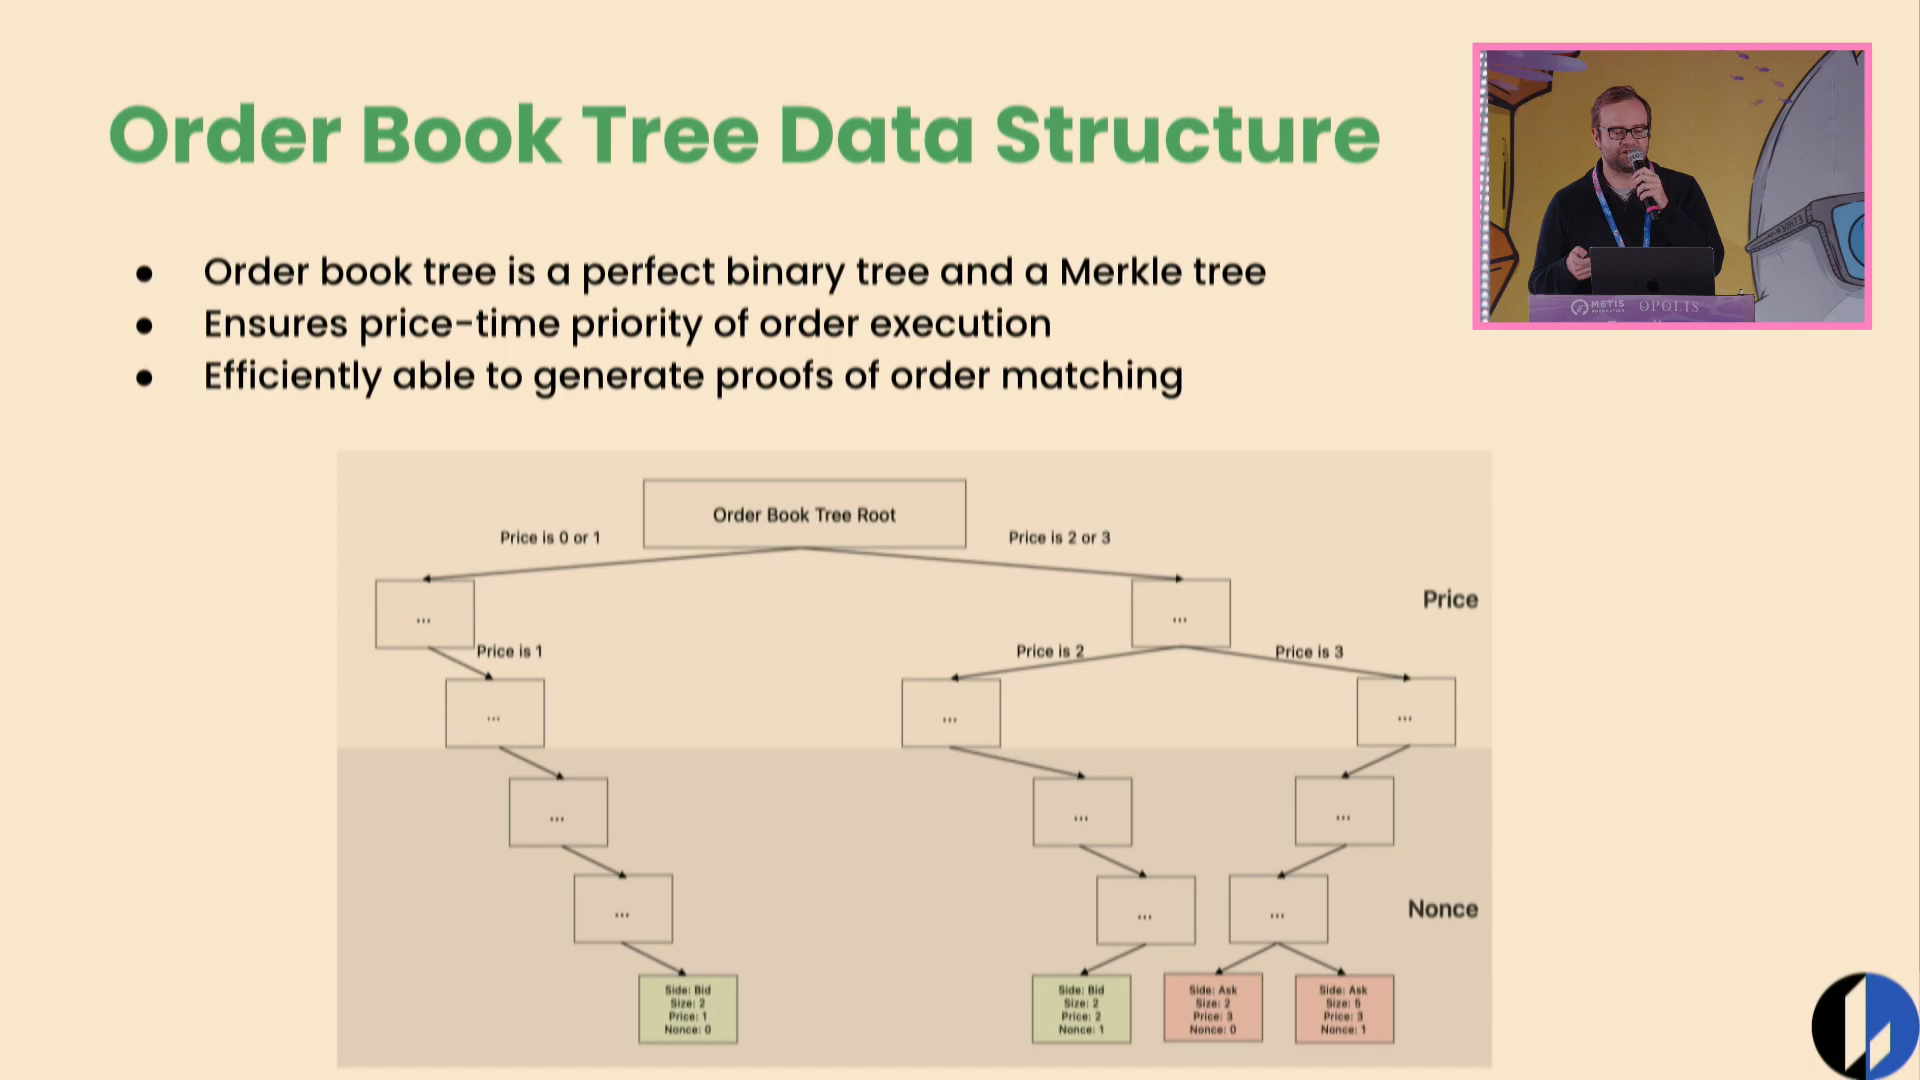 Order Book Tree Data Structure
● Order book tree is a perfect binary tree and a Merkle tree
● Ensures price-time priority of order execution
● Efficiently able to generate proofs of order matching
METIS
FOUNDATION
OPOLIS
Order Book Tree Root
Price is 0 or 1
Price is 2 or 3
...
...
Price
Price is 1
Price is 2
Price is 3
...
...
...
...
...
...
...
...
...
Nonce
Side: Bid
Size: 2
Price: 1
Nonce: 0
Side: Bid
Size: 2
Price: 2
Nonce: 1
Side: Ask
Size: 2
Price: 3
Nonce: 0
Side: Ask
Size: 5
Price: 3
Nonce: 1